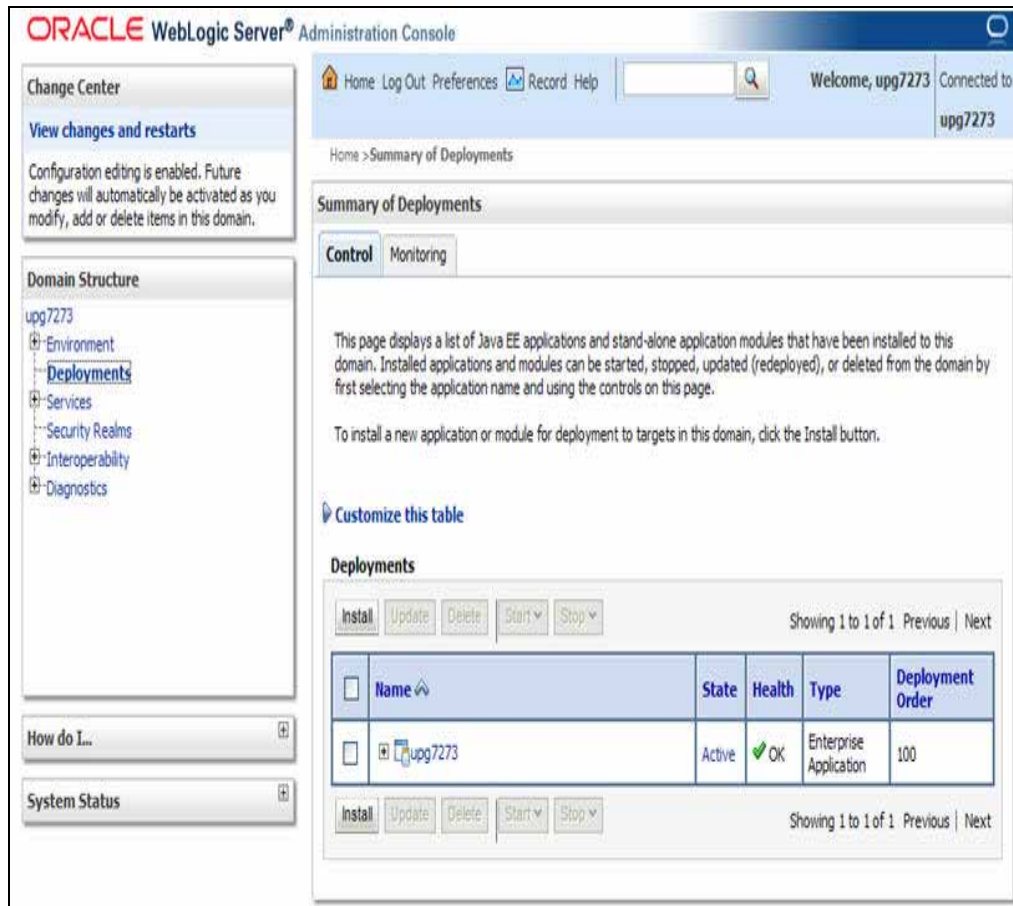 ORACLE WebLogic Server® Administration Console
Change Center
View changes and restarts
Configuration editing is enabled. Future
changes will automatically be activated as you
modify, add or delete items in this domain.
Domain Structure
upg7273
Environment
Deployments
Services
Security Realms
Interoperability
Diagnostics
How do I...
System Status
Home Log Out Preferences Record Help
Welcome, upg7273
Connected to
upg7273
Home >Summary of Deployments
Summary of Deployments
Control Monitoring
This page displays a list of Java EE applications and stand-alone application modules that have been installed to this
domain. Installed applications and modules can be started, stopped, updated (redeployed), or deleted from the domain by
first selecting the application name and using the controls on this page.
To install a new application or module for deployment to targets in this domain, click the Install button.
Customize this table
Deployments
Install Update Delete Start Stop
Showing 1 to 1 of 1 Previous | Next
Name State Health Type Deployment
Order
upg7273 Active OK Enterprise
Application 100
Install Update Delete Start Stop
Showing 1 to 1 of 1 Previous | Next